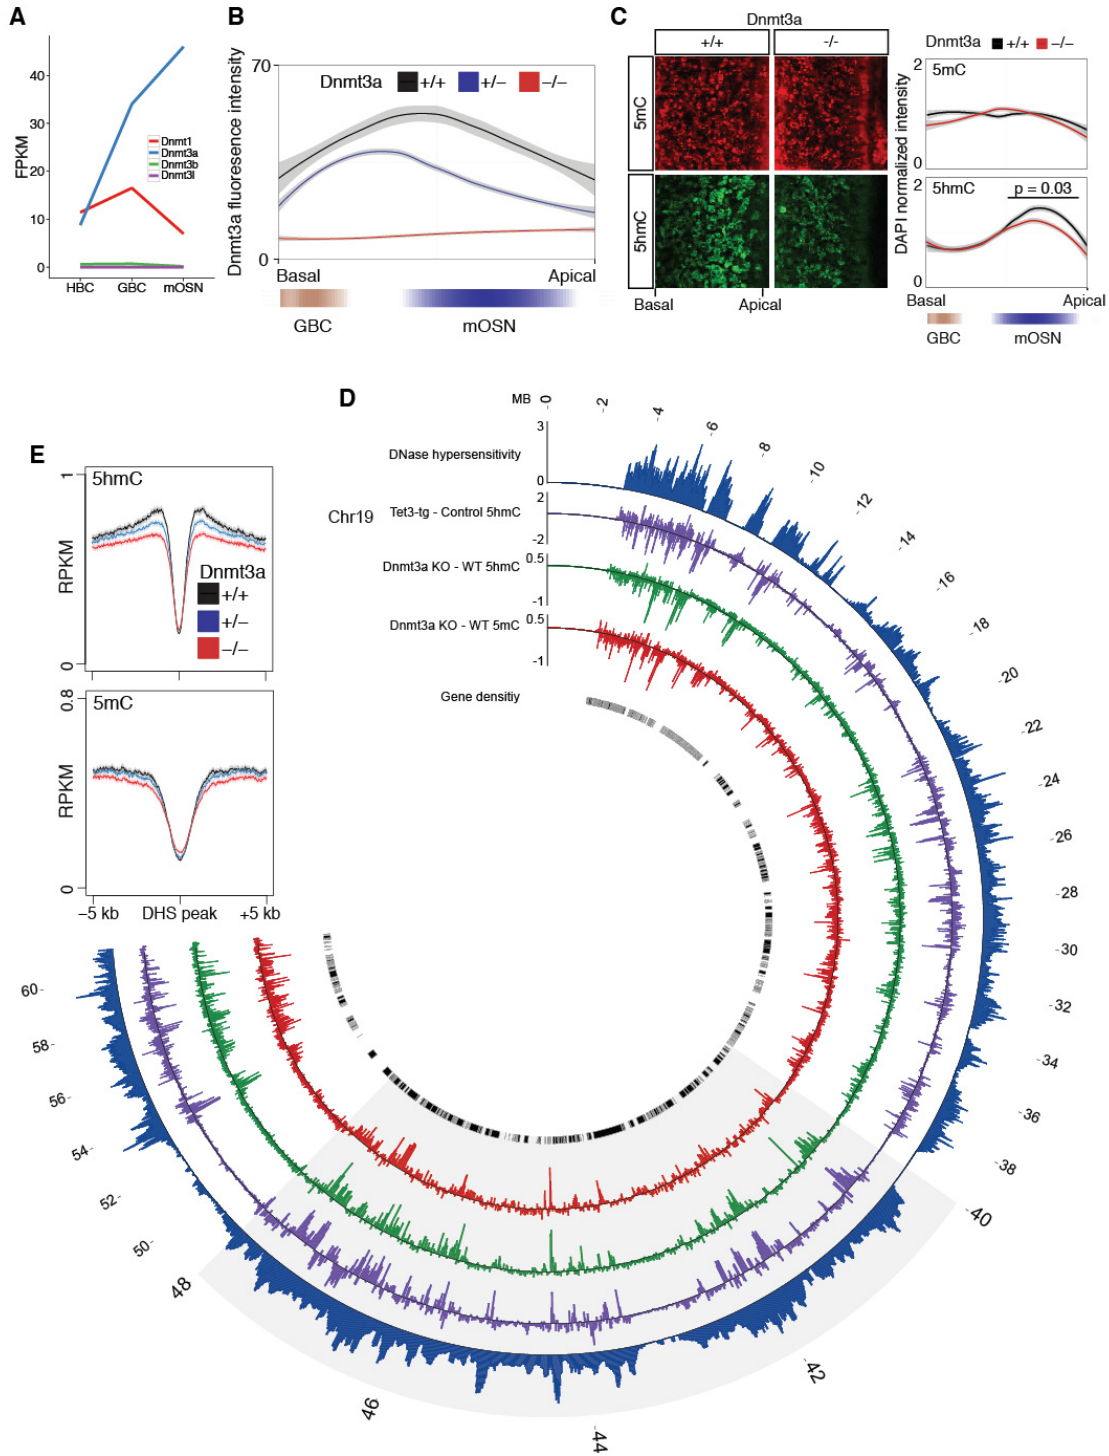 A
FPKM
40
30
20
10
0
HBC GBC mOSN
Dnmt1
Dnmt3a
Dnmt3b
Dnmt3l
B
Dnmt3a fluoresence intensity
70
0
Dnmt3a +/+ +/− −/−
Basal Apical
GBC mOSN
C
Dnmt3a
+/+ -/-
5mC
5hmC
Basal Apical
Dnmt3a +/+ −/−
DAPI normalized intensity
2
5mC
0
2
5hmC
p = 0.03
0
Basal Apical
GBC mOSN
D
MB
-0
-2
-4
-6
-8
-10
-12
-14
-16
-18
-20
-22
-24
-26
-28
-30
-32
-34
-36
-38
-40
-42
-44
46
48
50-
52-
54-
56-
58-
60-
Chr19
DNase hypersensitivity
3
0
Tet3-tg - Control 5hmC
2
-2
Dnmt3a KO - WT 5hmC
0.5
-1
Dnmt3a KO - WT 5mC
0.5
-1
Gene densitiy
E
5hmC
RPKM
1
0
Dnmt3a
+/+
+/−
−/−
5mC
RPKM
0.8
0
−5 kb DHS peak +5 kb